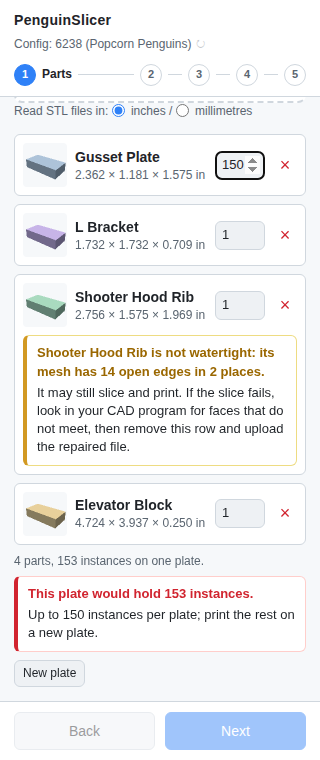 PenguinSlicer
Config: 6238 (Popcorn Penguins)
1 Parts 2 3 4 5
Read STL files in: inches / millimetres
Gusset Plate
2.362 × 1.181 × 1.575 in
150 ×
L Bracket
1.732 × 1.732 × 0.709 in
1 ×
Shooter Hood Rib
2.756 × 1.575 × 1.969 in
1 ×
Shooter Hood Rib is not watertight: its
mesh has 14 open edges in 2 places.
It may still slice and print. If the slice fails,
look in your CAD program for faces that do
not meet, then remove this row and upload
the repaired file.
Elevator Block
4.724 × 3.937 × 0.250 in
1 ×
4 parts, 153 instances on one plate.
This plate would hold 153 instances.
Up to 150 instances per plate; print the rest on
a new plate.
New plate
Back Next